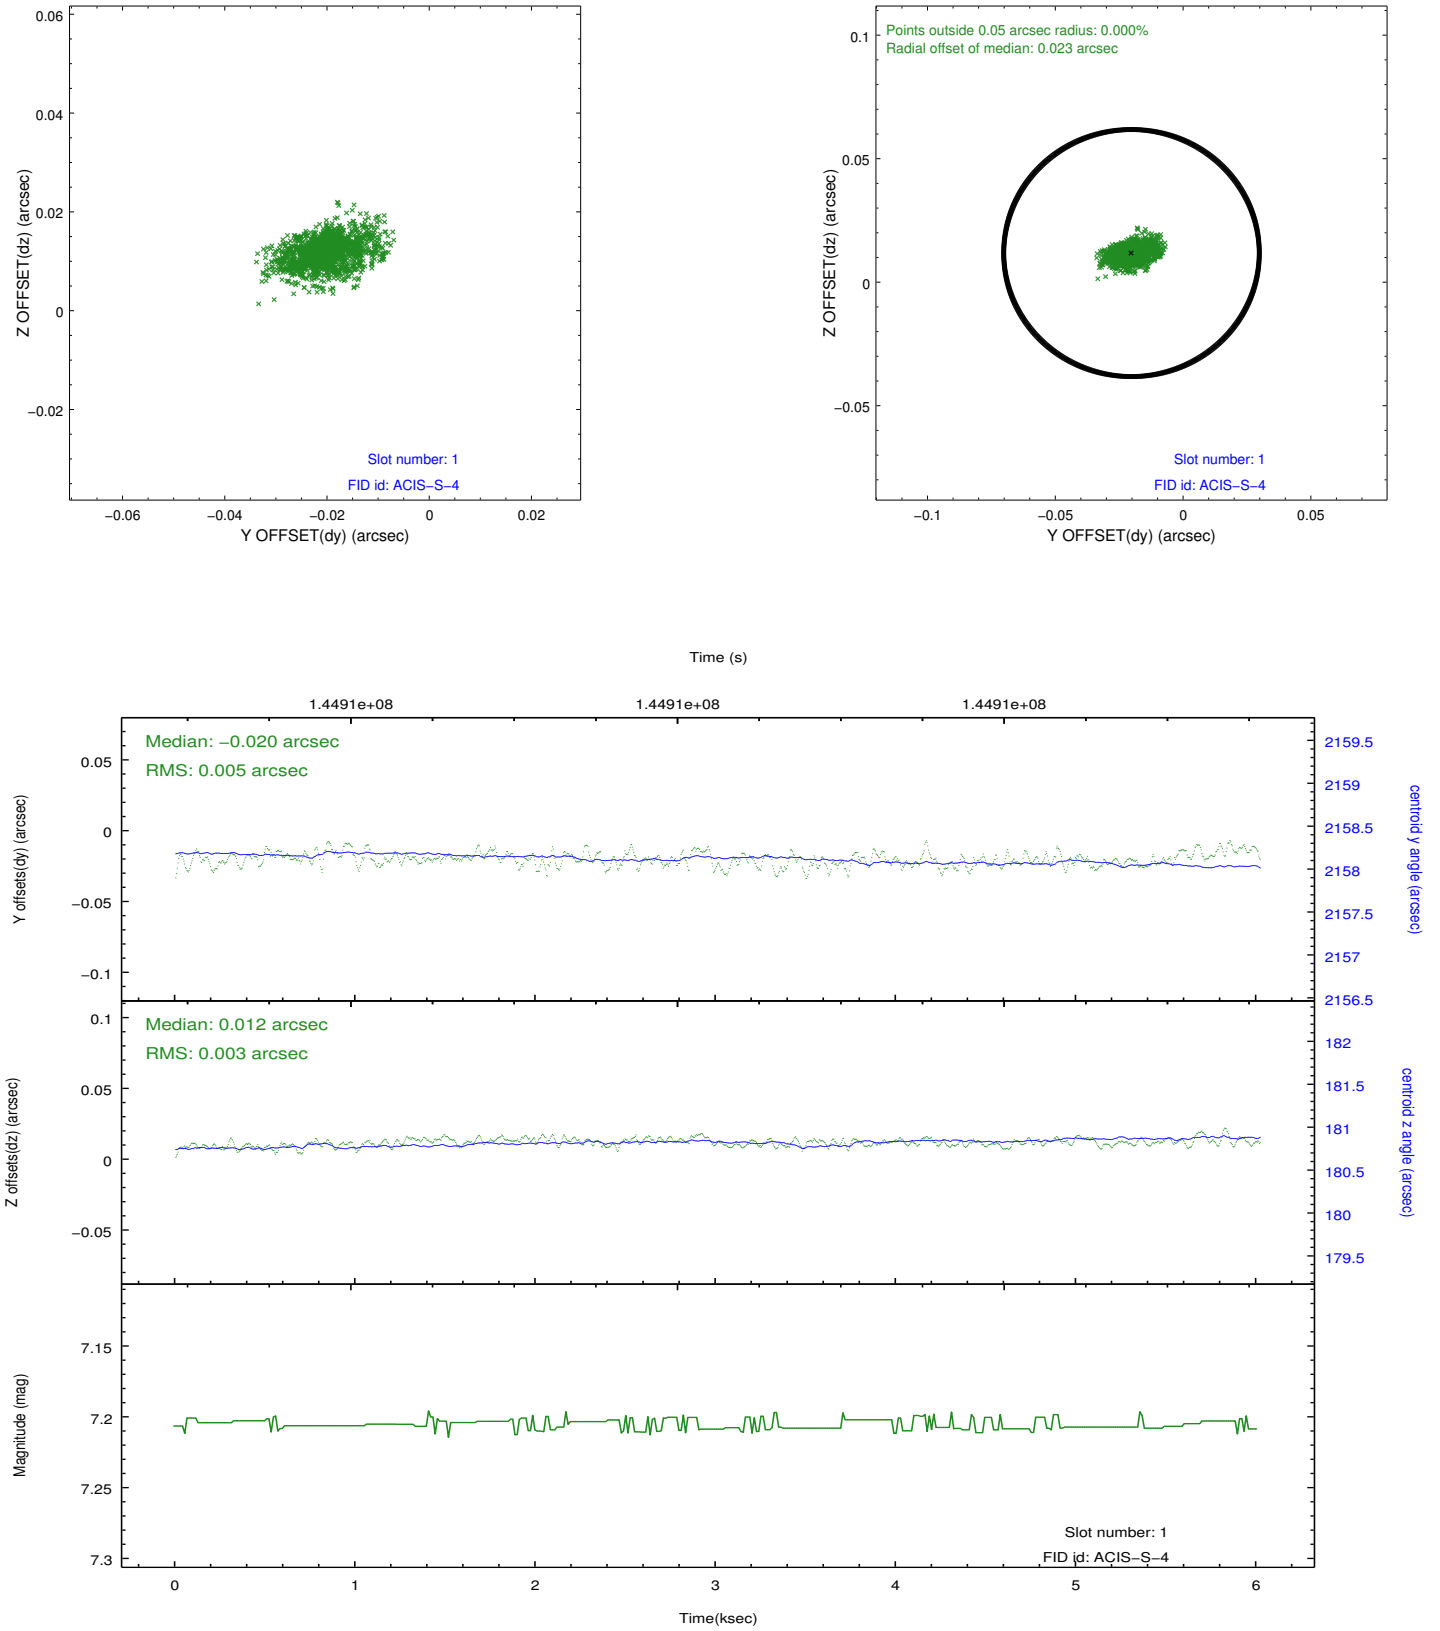 0.06
0.04
0.02
0
−0.02
Z OFFSET(dz) (arcsec)
Slot number: 1
FID id: ACIS−S−4
−0.06
−0.04
−0.02
0
0.02
Y OFFSET(dy) (arcsec)
Points outside 0.05 arcsec radius: 0.000%
Radial offset of median: 0.023 arcsec
0.1
0.05
0
−0.05
Z OFFSET(dz) (arcsec)
Slot number: 1
FID id: ACIS−S−4
−0.1
−0.05
0
0.05
Y OFFSET(dy) (arcsec)
Time (s)
1.4491e+08
1.4491e+08
1.4491e+08
Median: −0.020 arcsec
RMS: 0.005 arcsec
0.05
0
−0.05
−0.1
Y offsets(dy) (arcsec)
2159.5
2159
2158.5
2158
2157.5
2157
2156.5
centroid y angle (arcsec)
Median: 0.012 arcsec
RMS: 0.003 arcsec
0.1
0.05
0
−0.05
Z offsets(dz) (arcsec)
182
181.5
181
180.5
180
179.5
centroid z angle (arcsec)
7.15
7.2
7.25
7.3
Magnitude (mag)
Slot number: 1
FID id: ACIS−S−4
0
1
2
3
4
5
6
Time(ksec)